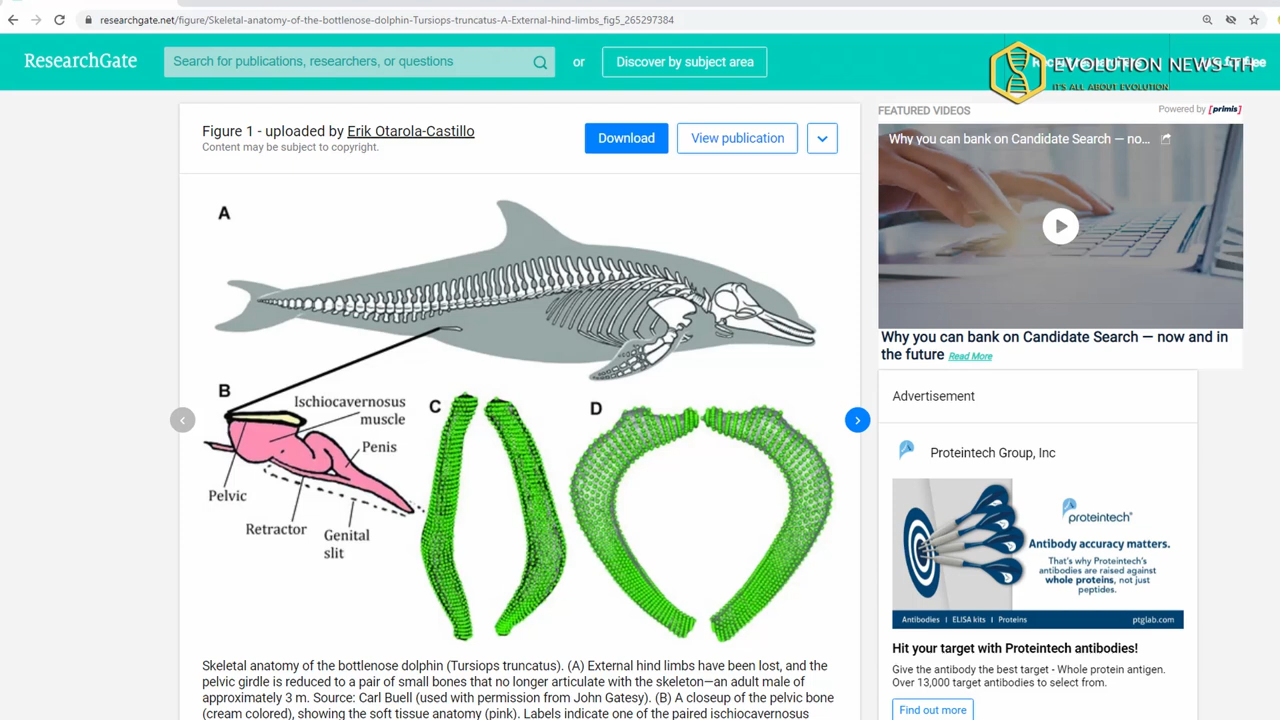 researchgate.net/figure/Skeletal-anatomy-of-the-bottlenose-dolphin-Tursiops-truncatus-A-External-hind-limbs_fig5_265297384
ResearchGate
Search for publications, researchers, or questions
or
Discover by subject area
EVOLUTION NEWS-TH
IT'S ALL ABOUT EVOLUTION
Figure 1 - uploaded by Erik Otarola-Castillo
Content may be subject to copyright.
Download
View publication
A
B
Ischiocavernosus
muscle
Penis
Pelvic
Retractor
Genital
slit
C
D
Skeletal anatomy of the bottlenose dolphin (Tursiops truncatus). (A) External hind limbs have been lost, and the
pelvic girdle is reduced to a pair of small bones that no longer articulate with the skeleton—an adult male of
approximately 3 m. Source: Carl Buell (used with permission from John Gatesy). (B) A closeup of the pelvic bone
(cream colored), showing the soft tissue anatomy (pink). Labels indicate one of the paired ischiocavernosus
FEATURED VIDEOS
Powered by [primis]
Why you can bank on Candidate Search — no...
Why you can bank on Candidate Search — now and in
the future Read More
Advertisement
Proteintech Group, Inc
proteintech
Antibody accuracy matters.
That's why Proteintech's
antibodies are raised against
whole proteins, not just
peptides.
Antibodies | ELISA kits | Proteins
ptglab.com
Hit your target with Proteintech antibodies!
Give the antibody the best target - Whole protein antigen.
Over 13,000 target antibodies to select from.
Find out more